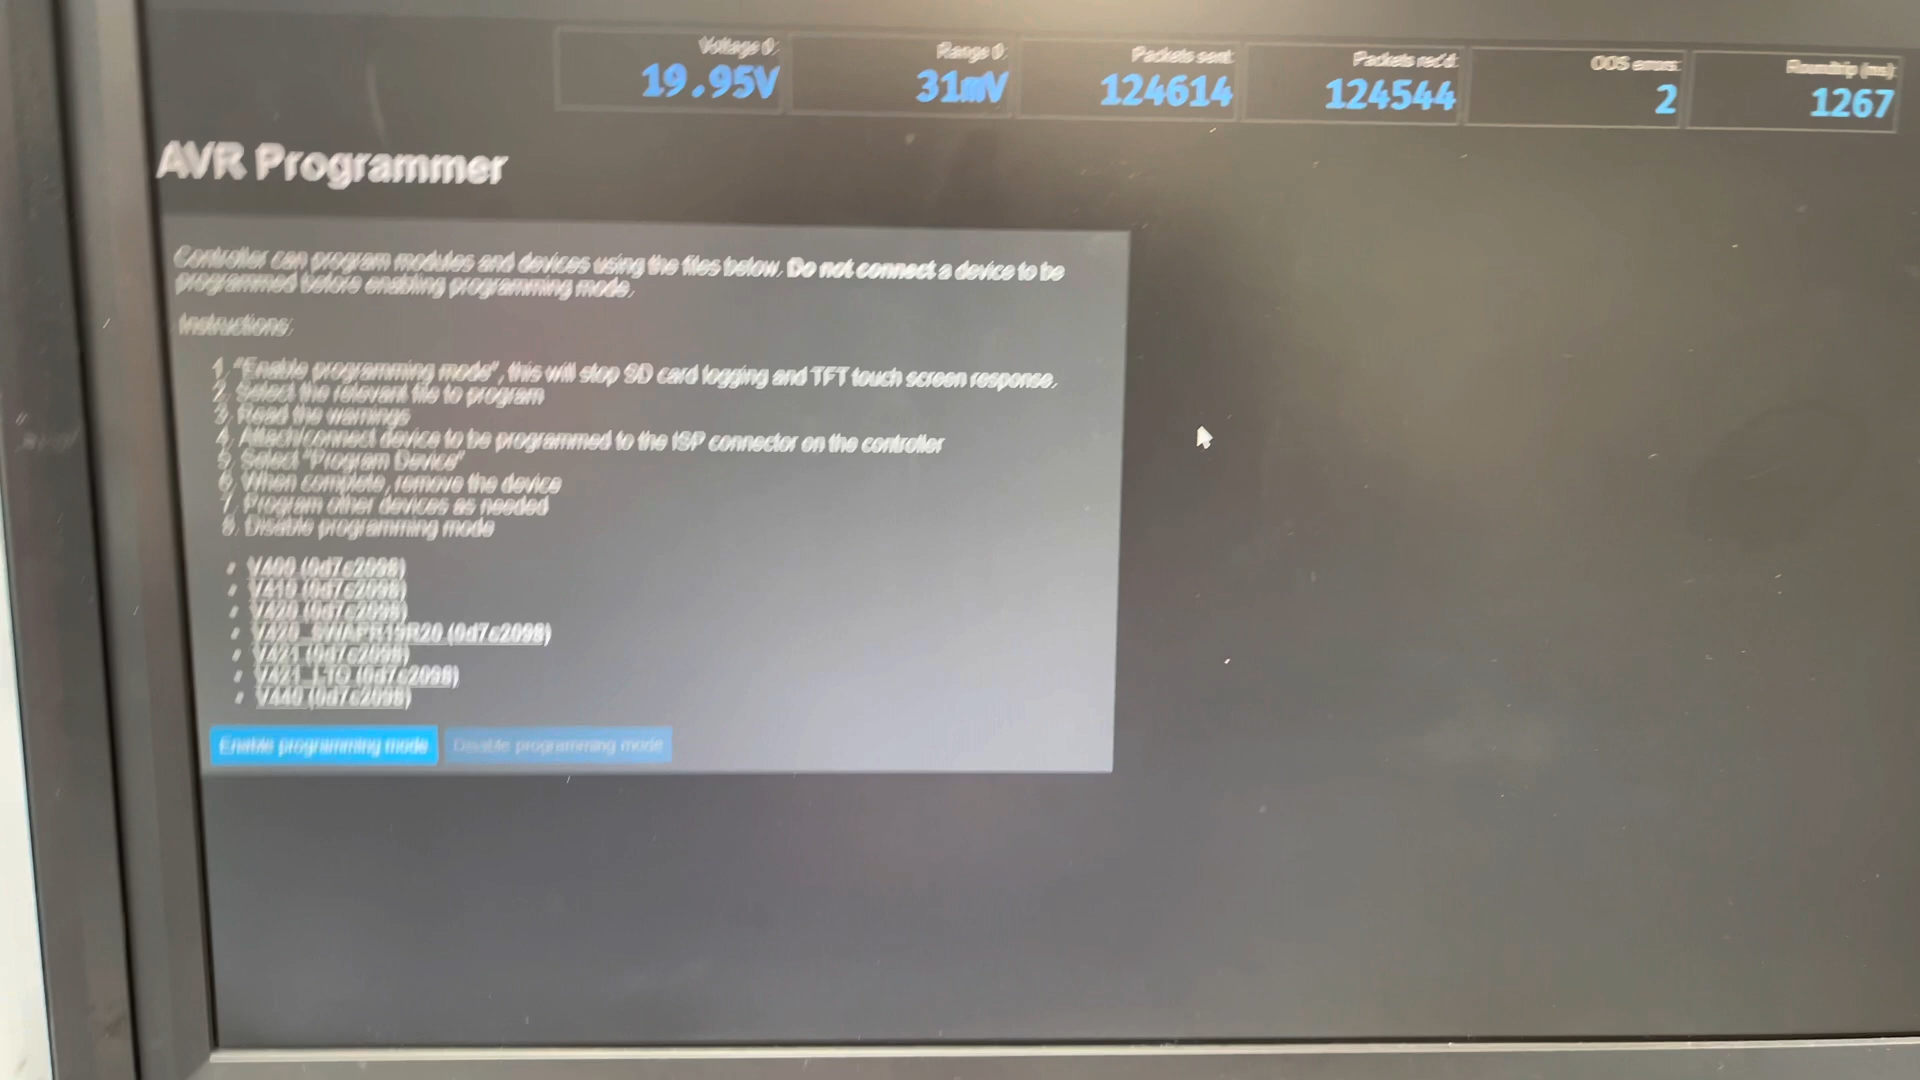 Voltage 0: Range 0: Packets sent: Packets rec'd: OOS errors: Roundtrip (ms):
19.95V 31mV 124614 124544 2 1267
AVR Programmer
Controller can program modules and devices using the files below. Do not connect a device to be
programmed before enabling programming mode.
Instructions:
1. "Enable programming mode", this will stop SD card logging and TFT touch screen response.
2. Select the relevant file to program
3. Read the warnings
4. Attach/connect device to be programmed to the ISP connector on the controller
5. Select "Program Device"
6. When complete, remove the device
7. Program other devices as needed
8. Disable programming mode
V400 (0d7c2098)
V410 (0d7c2098)
V420 (0d7c2098)
V420_SWAPR19R20 (0d7c2098)
V421 (0d7c2098)
V421_LTO (0d7c2098)
V440 (0d7c2098)
Enable programming mode Disable programming mode